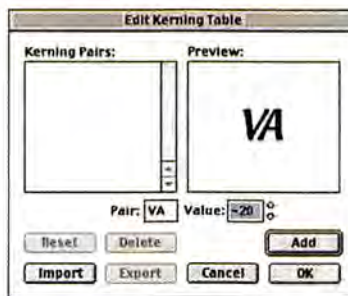 Edit Kerning Table
Kerning Pairs: Preview:
VA
Pair: VA Value: -20
Reset Delete Add
Import Export Cancel OK